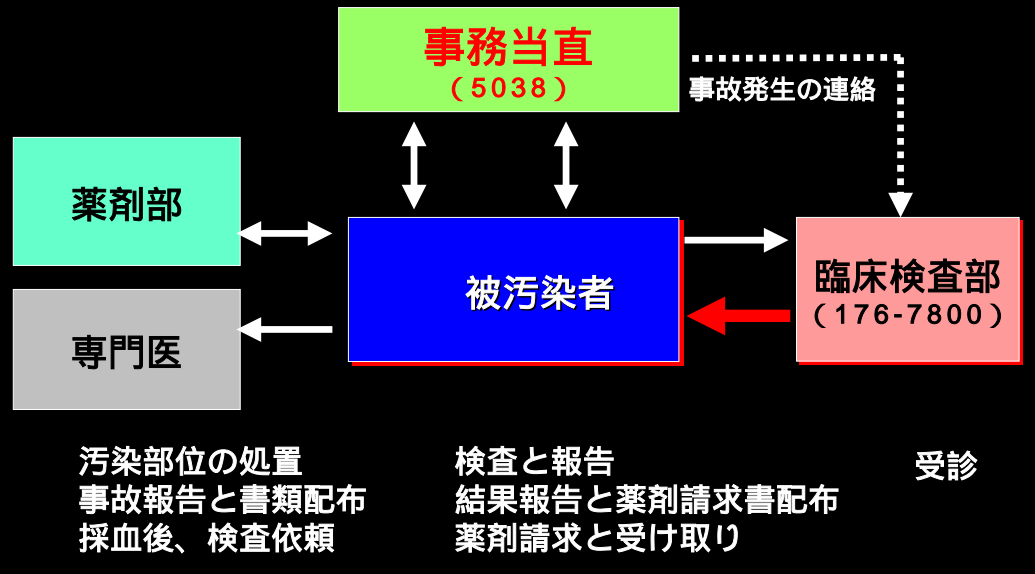 事務当直
（5038）
事故発生の連絡
薬剤部
被汚染者
臨床検査部
（176-7800）
専門医
汚染部位の処置
事故報告と書類配布
採血後、検査依頼
検査と報告
結果報告と薬剤請求書配布
薬剤請求と受け取り
受診